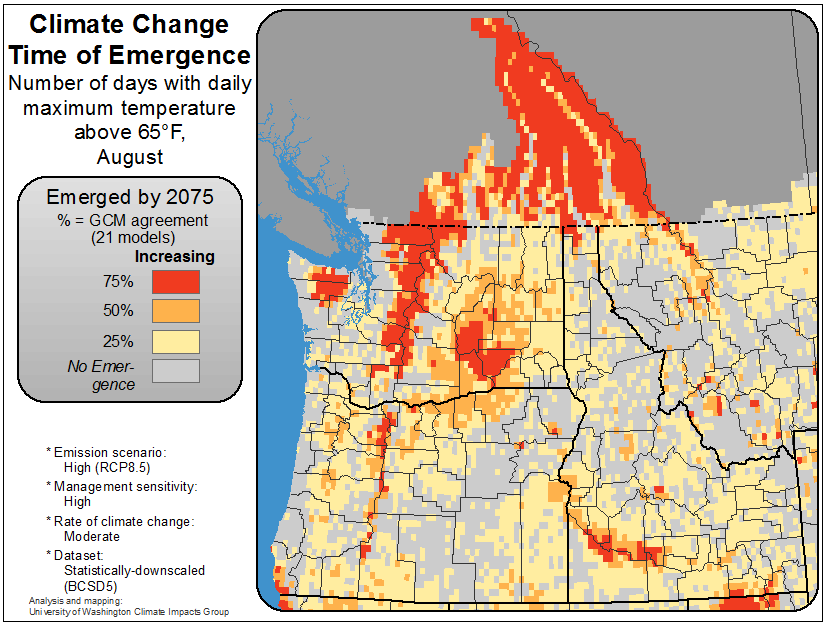 Climate Change
Time of Emergence
Number of days with daily
maximum temperature
above 65°F,
August
Emerged by 2075
% = GCM agreement
(21 models)
Increasing
75%
50%
25%
No Emer-
gence
* Emission scenario:
High (RCP8.5)
* Management sensitivity:
High
* Rate of climate change:
Moderate
* Dataset:
Statistically-downscaled
(BCSD5)
Analysis and mapping:
University of Washington Climate Impacts Group